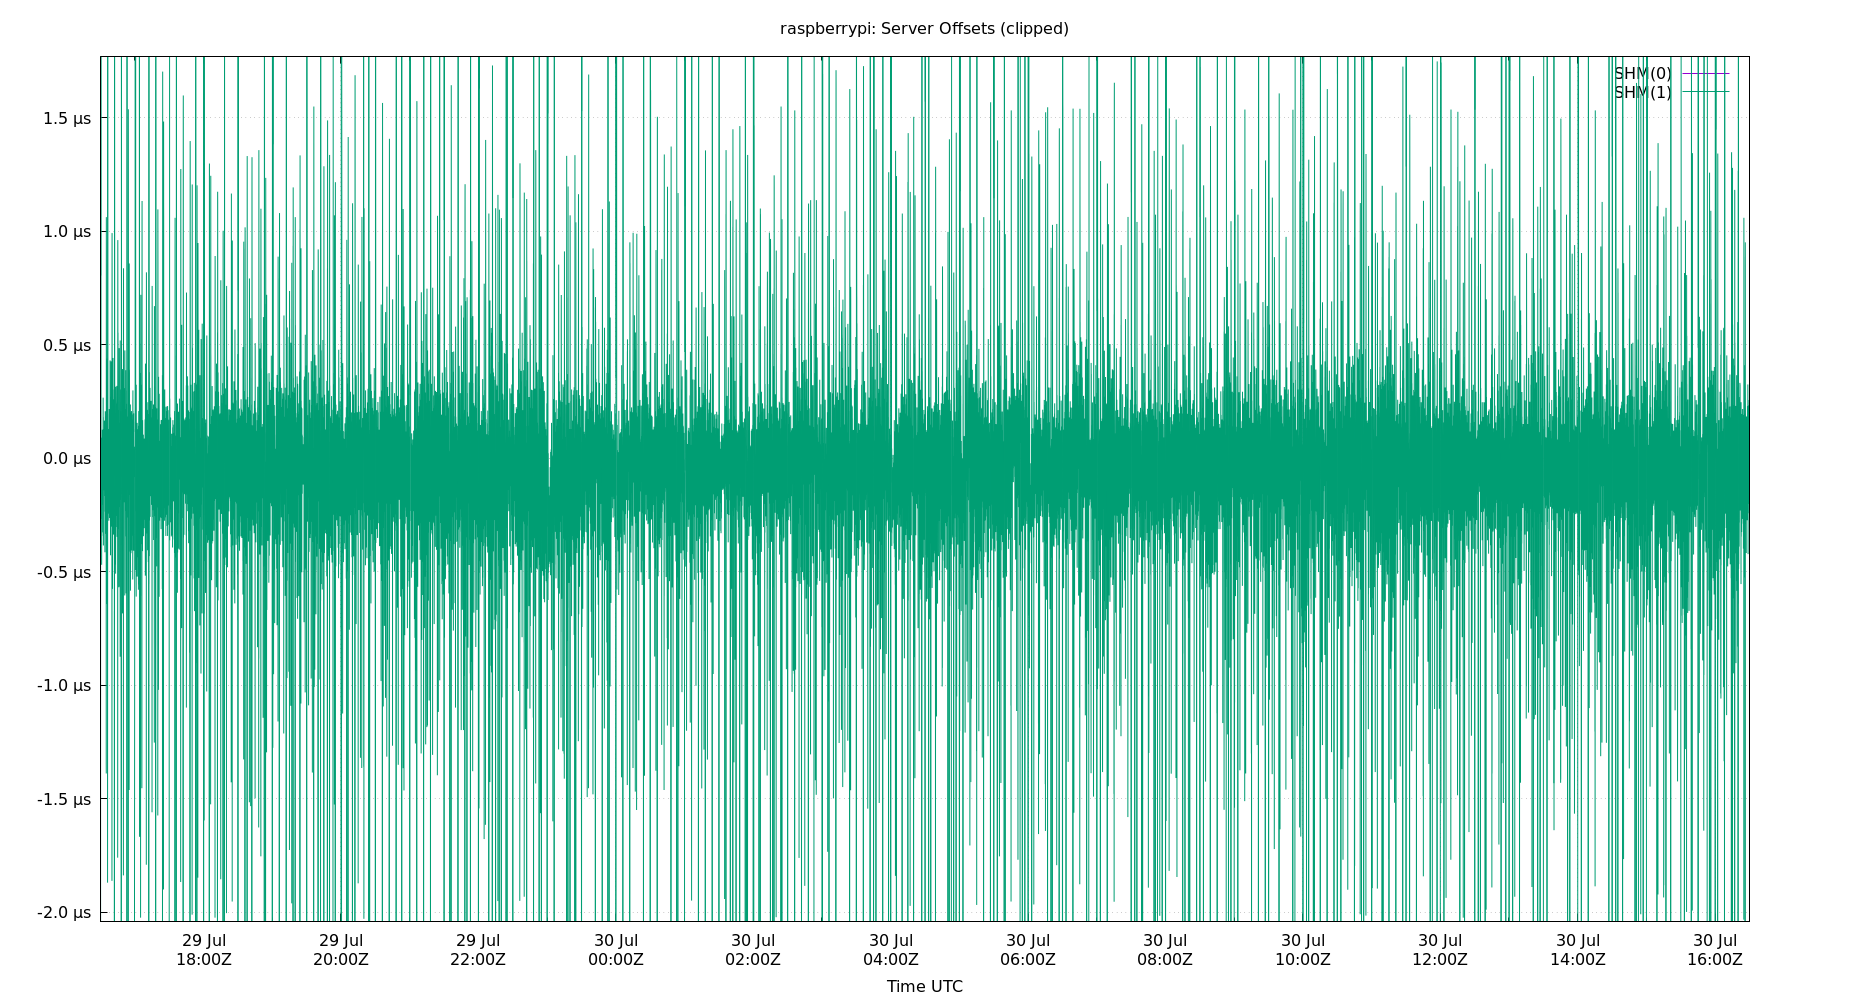 raspberrypi: Server Offsets (clipped)
SHM(0)
SHM(1)
1.5 µs
1.0 µs
0.5 µs
0.0 µs
-0.5 µs
-1.0 µs
-1.5 µs
-2.0 µs
29 Jul 29 Jul 29 Jul 30 Jul 30 Jul 30 Jul 30 Jul 30 Jul 30 Jul 30 Jul 30 Jul 30 Jul
18:00Z 20:00Z 22:00Z 00:00Z 02:00Z 04:00Z 06:00Z 08:00Z 10:00Z 12:00Z 14:00Z 16:00Z
Time UTC